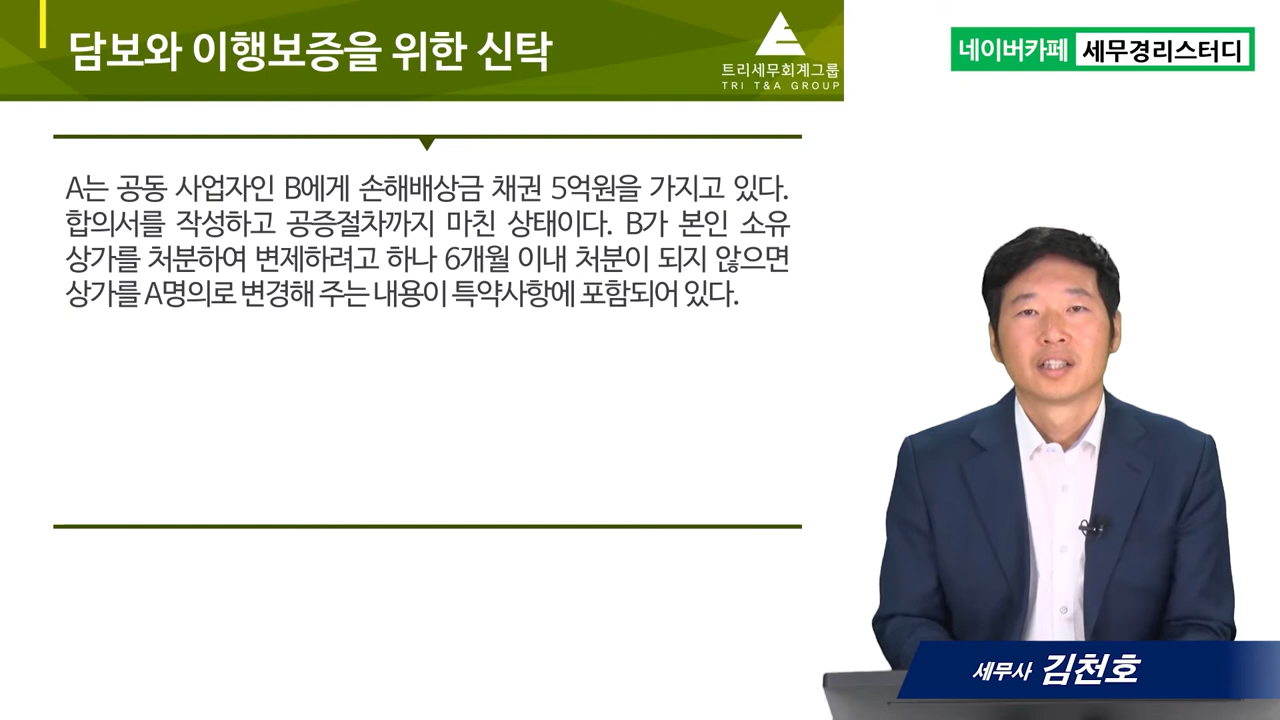 담보와 이행보증을 위한 신탁
트리세무회계그룹
TRI T&A GROUP
네이버카페 세무경리스터디
A는 공동 사업자인 B에게 손해배상금 채권 5억원을 가지고 있다.
합의서를 작성하고 공증절차까지 마친 상태이다. B가 본인 소유
상가를 처분하여 변제하려고 하나 6개월 이내 처분이 되지 않으면
상가를 A명의로 변경해 주는 내용이 특약사항에 포함되어 있다.
세무사 김천호